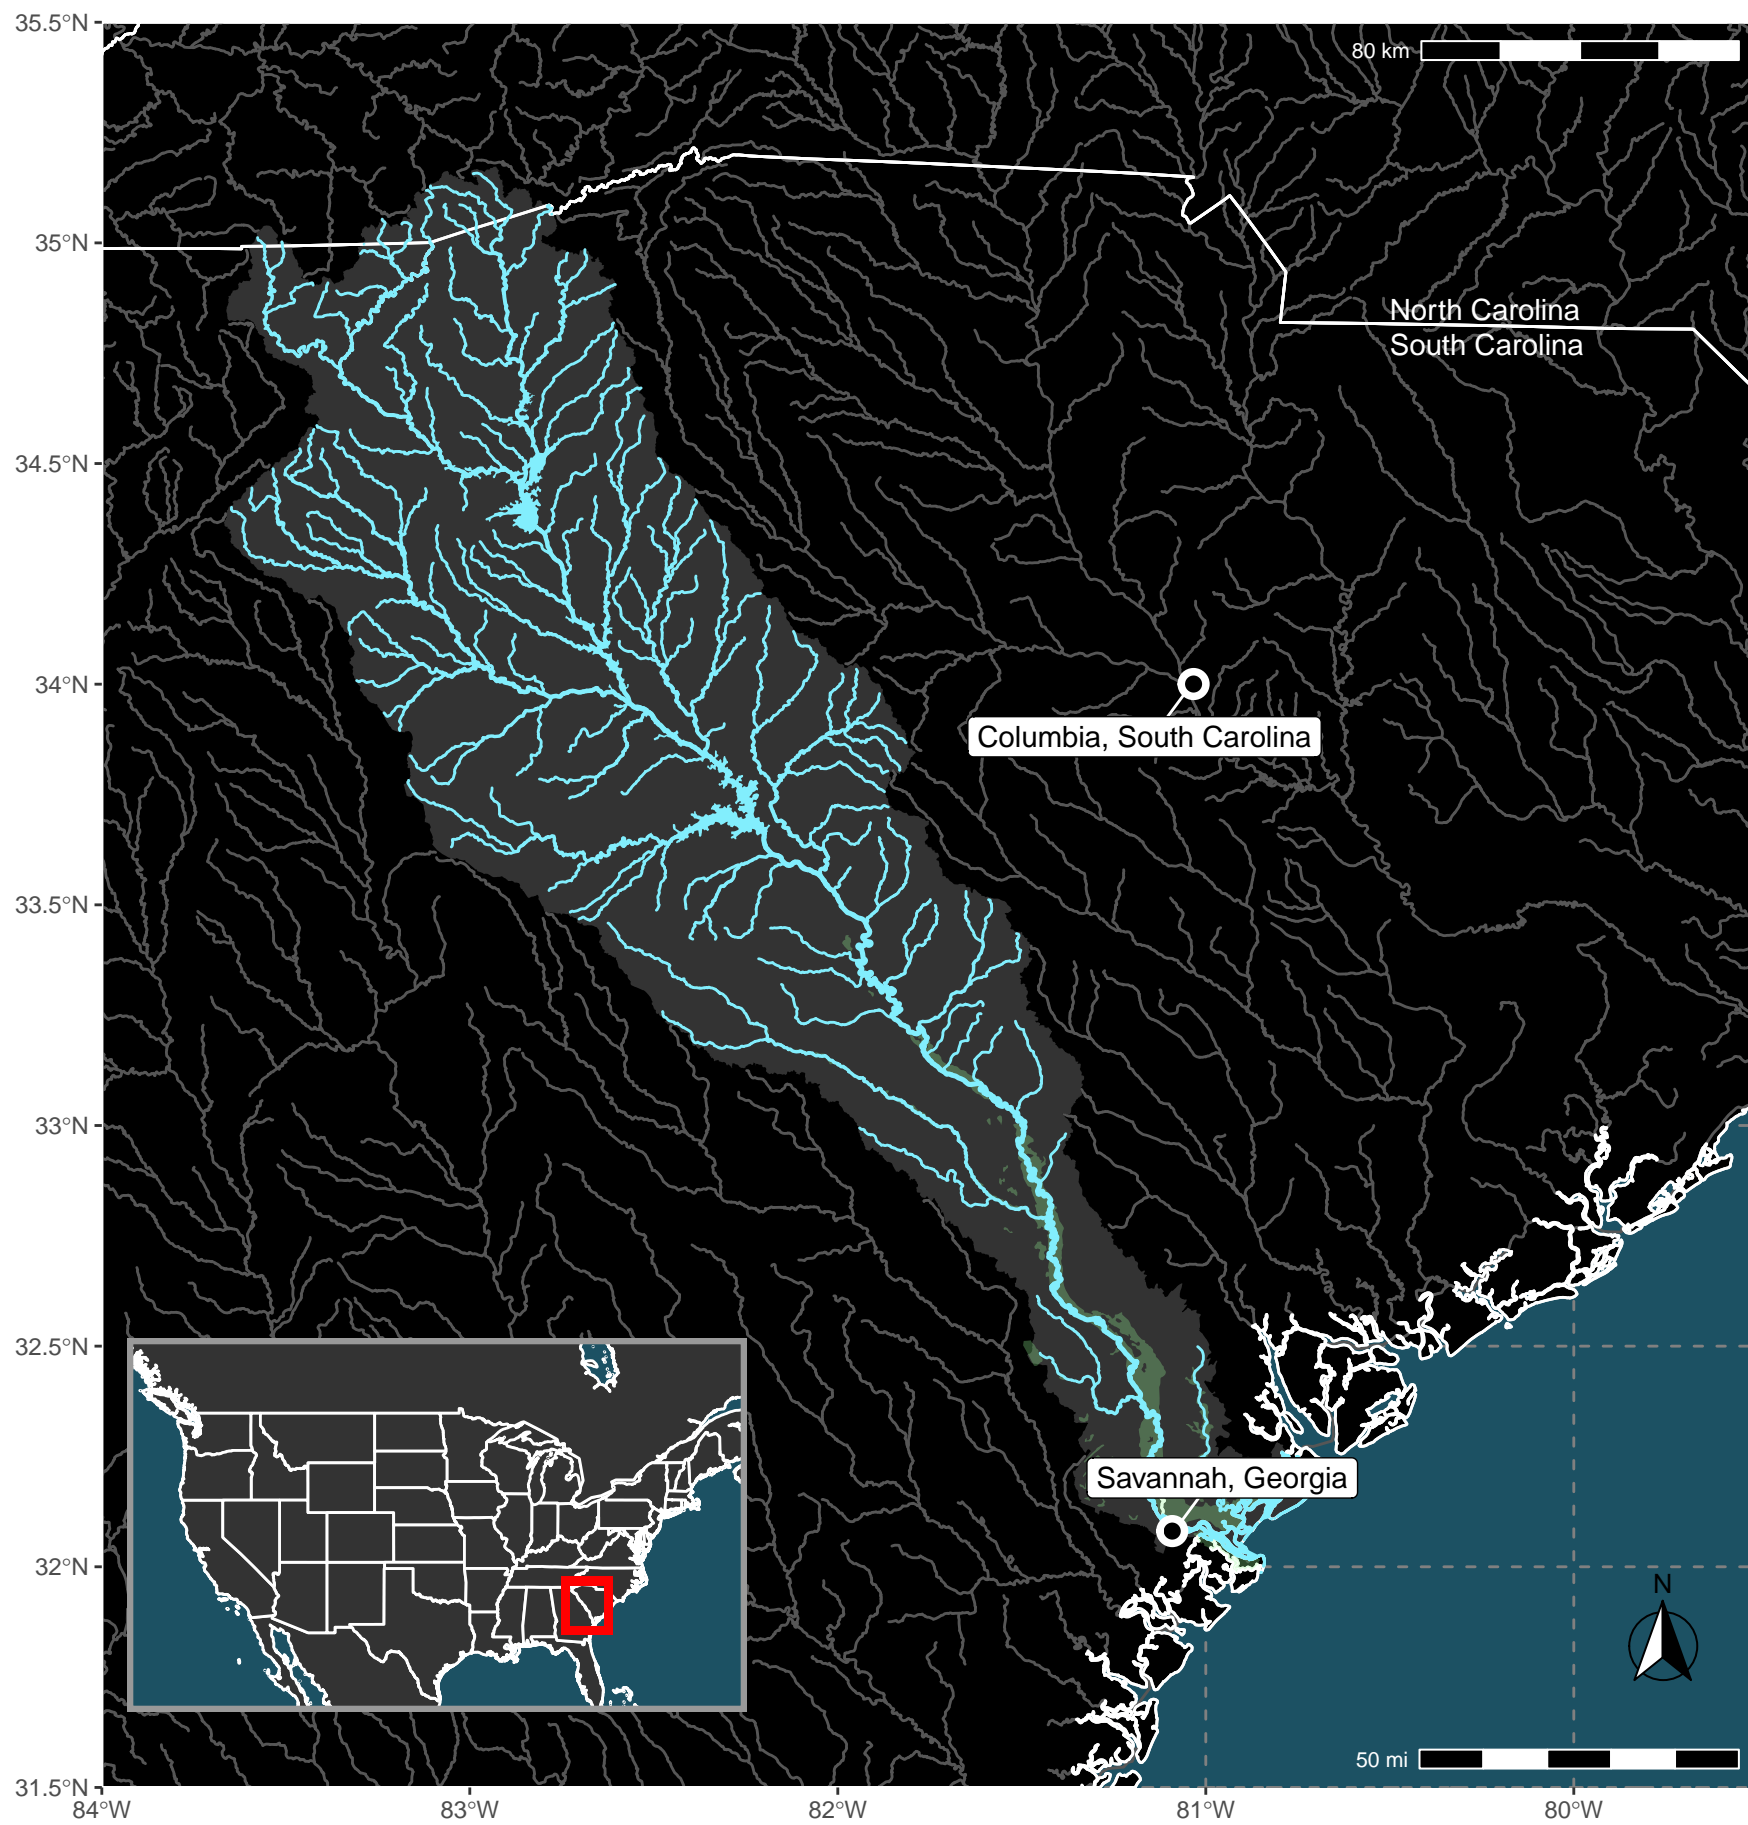 35.5°N
80 km
35°N
North Carolina
South Carolina
34.5°N
34°N
Columbia, South Carolina
33.5°N
33°N
32.5°N
Savannah, Georgia
32°N
N
50 mi
31.5°N
84°W
83°W
82°W
81°W
80°W